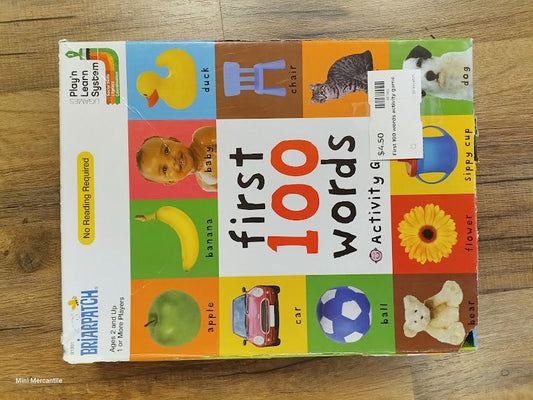 Play'n
Learn
System
UGAMES
No Reading Required
BRIARPATCH
Ages 2 and Up
1 or More Players
duck
chair
dog
baby
first
100
words
Activity G
sippy cup
banana
flower
apple
car
ball
bear
$4.50
First 100 words activity game
Mini Mercantile